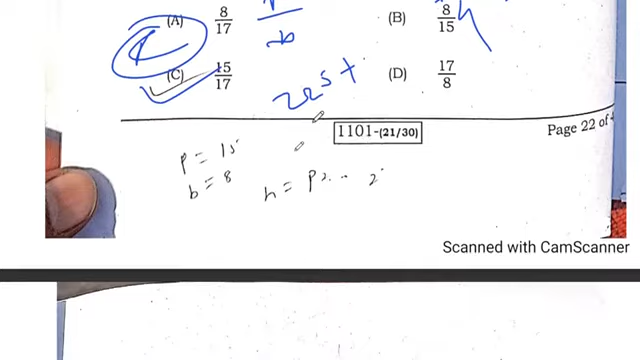 (A) 8/17 (B) 8/15 h
(C) 15/17 (D) 17/8
1101-(21/30) Page 22 of
p = 15
b = 8 h = p²
Scanned with CamScanner